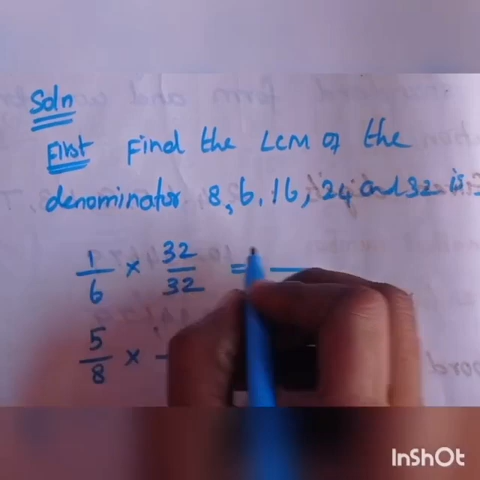 Soln
First Find the LCM of the
denominator 8, 6, 16, 24 and 32 is
1/6 × 32/32 =
5/8 ×
InShOt